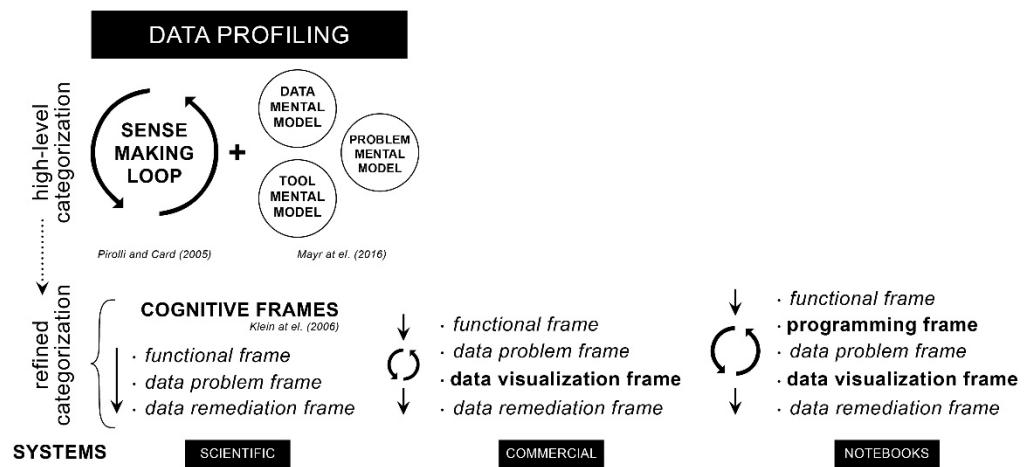 DATA PROFILING
high-level
categorization
SENSE
MAKING
LOOP
+
DATA
MENTAL
MODEL
PROBLEM
MENTAL
MODEL
TOOL
MENTAL
MODEL
Pirolli and Card (2005)
Mayr at el. (2016)
refined
categorization
COGNITIVE FRAMES
Klein at el. (2006)
· functional frame
· data problem frame
· data remediation frame
· functional frame
· data problem frame
· data visualization frame
· data remediation frame
· functional frame
· programming frame
· data problem frame
· data visualization frame
· data remediation frame
SYSTEMS
SCIENTIFIC
COMMERCIAL
NOTEBOOKS